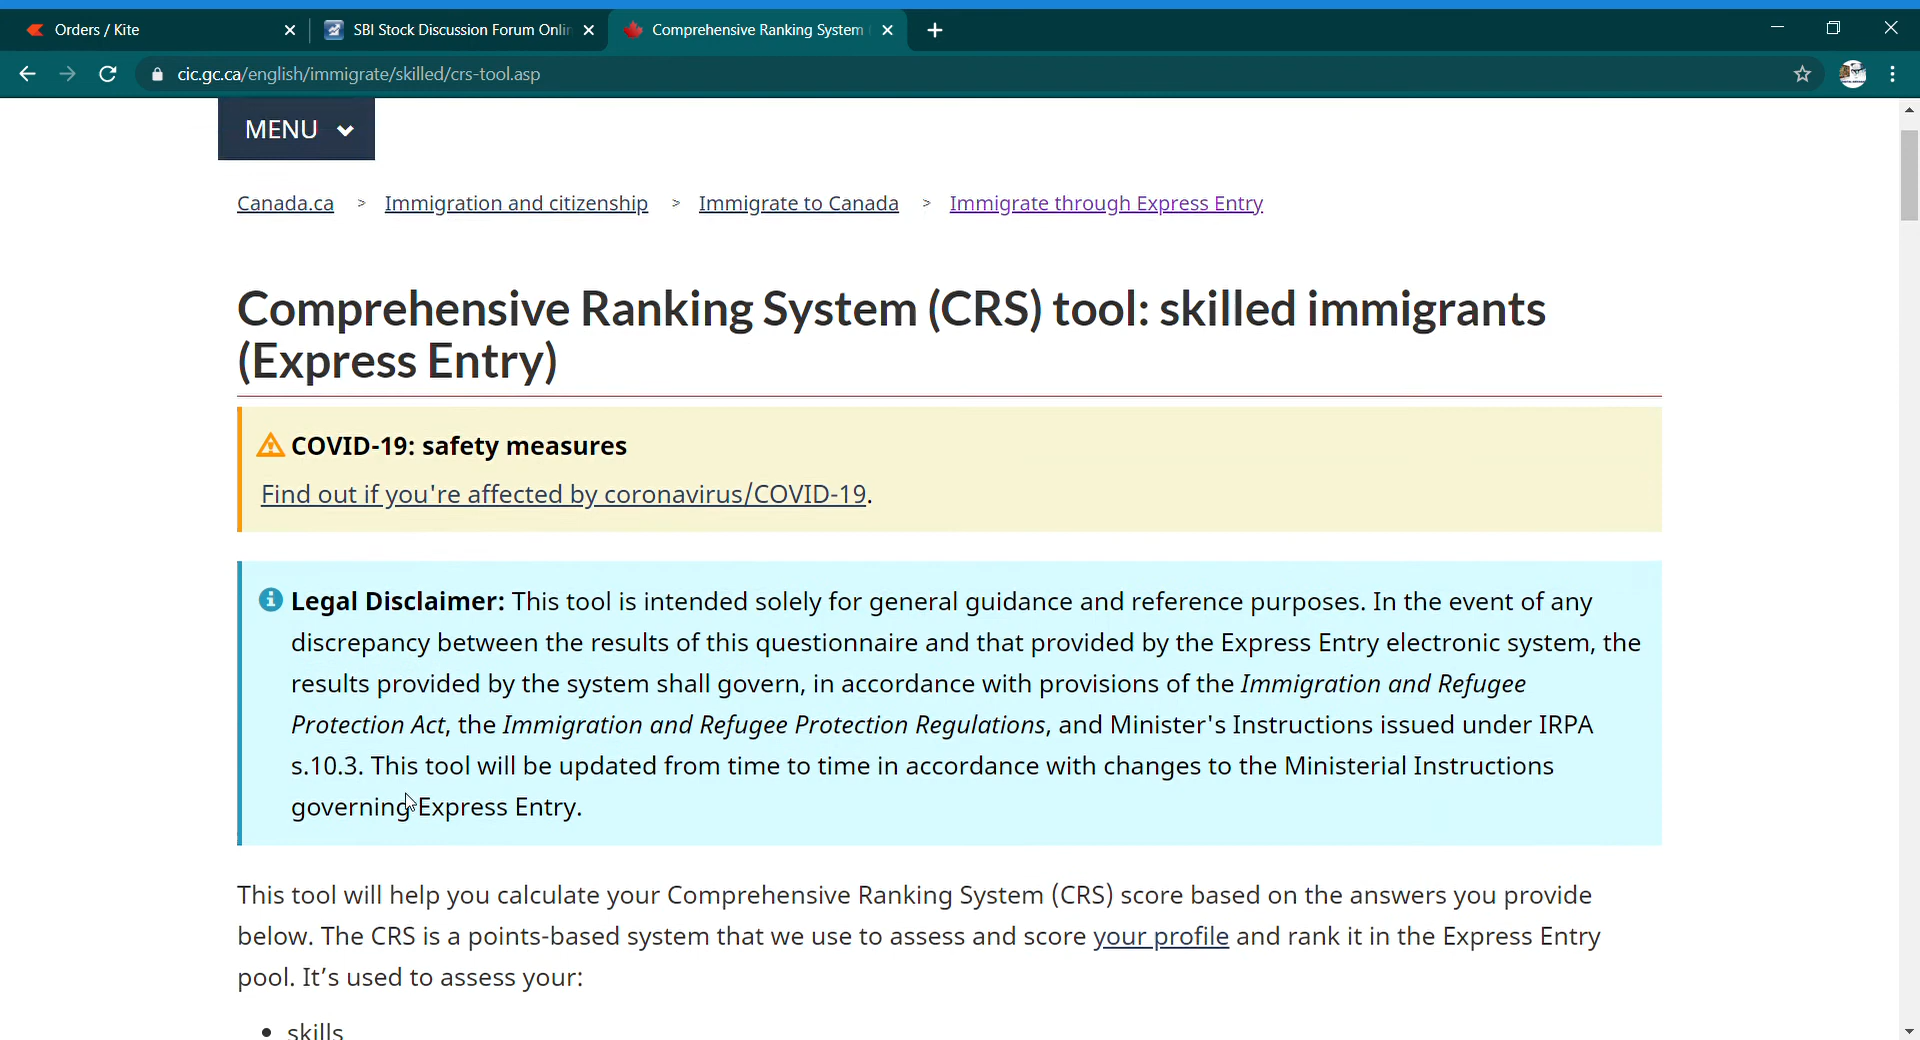 Orders / Kite
SBI Stock Discussion Forum Onli
Comprehensive Ranking System
cic.gc.ca/english/immigrate/skilled/crs-tool.asp
MENU
Canada.ca > Immigration and citizenship > Immigrate to Canada > Immigrate through Express Entry
Comprehensive Ranking System (CRS) tool: skilled immigrants
(Express Entry)
COVID-19: safety measures
Find out if you're affected by coronavirus/COVID-19.
Legal Disclaimer: This tool is intended solely for general guidance and reference purposes. In the event of any
discrepancy between the results of this questionnaire and that provided by the Express Entry electronic system, the
results provided by the system shall govern, in accordance with provisions of the Immigration and Refugee
Protection Act, the Immigration and Refugee Protection Regulations, and Minister's Instructions issued under IRPA
s.10.3. This tool will be updated from time to time in accordance with changes to the Ministerial Instructions
governing Express Entry.
This tool will help you calculate your Comprehensive Ranking System (CRS) score based on the answers you provide
below. The CRS is a points-based system that we use to assess and score your profile and rank it in the Express Entry
pool. It’s used to assess your:
• skills